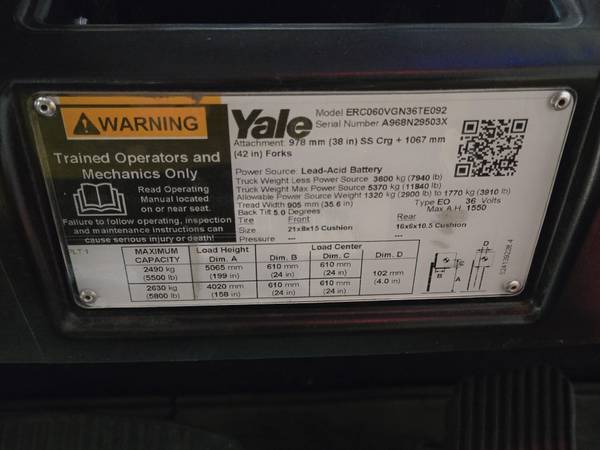 WARNING
Trained Operators and
Mechanics Only
Read Operating
Manual located
on or near seat.
Failure to follow operating, inspection
and maintenance instructions can
cause serious injury or death!
Yale
Model ERC060VGN36TE092
Serial Number A968N29503X
Attachment: 978 mm (38 in) SS Crg + 1067 mm
(42 in) Forks
Power Source: Lead-Acid Battery
Truck Weight Less Power Source 3600 kg (7940 lb)
Truck Weight Max Power Source 5370 kg (11840 lb)
Allowable Power Source Weight 1320 kg (2900 lb) to 1770 kg (3910 lb)
Tread Width 905 mm (35.6 in) Type EO 36 Volts
Back Tilt 5.0 Degrees Max A.H. 1550
Tire Front Rear
Size 21x8x15 Cushion 16x6x10.5 Cushion
Pressure --- ---
PLT 1
MAXIMUM CAPACITY Load Height Dim. A Load Center Dim. B Dim. C Dim. D
2490 kg (5500 lb) 5065 mm (199 in) 610 mm (24 in) 610 mm (24 in) 102 mm (4.0 in)
2630 kg (5800 lb) 4020 mm (158 in) 610 mm (24 in) 610 mm (24 in)
D
B
C
A